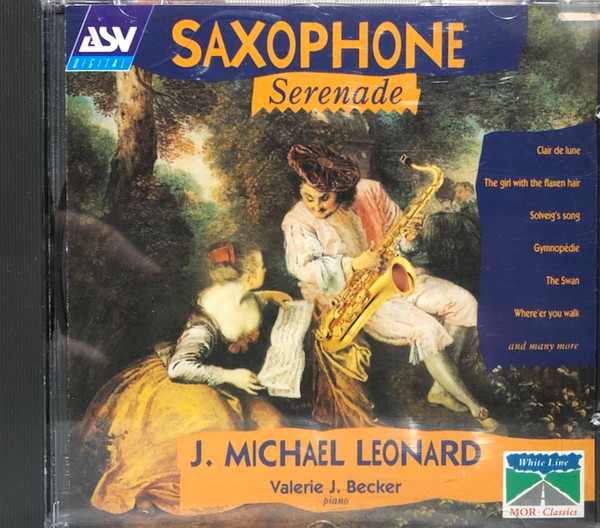 ASV
DIGITAL
SAXOPHONE
Serenade
Clair de lune
The girl with the flaxen hair
Solveig's song
Gymnopédie
The Swan
Where'er you walk
and many more
J. MICHAEL LEONARD
Valerie J. Becker
piano
White Line
MOR · Classics